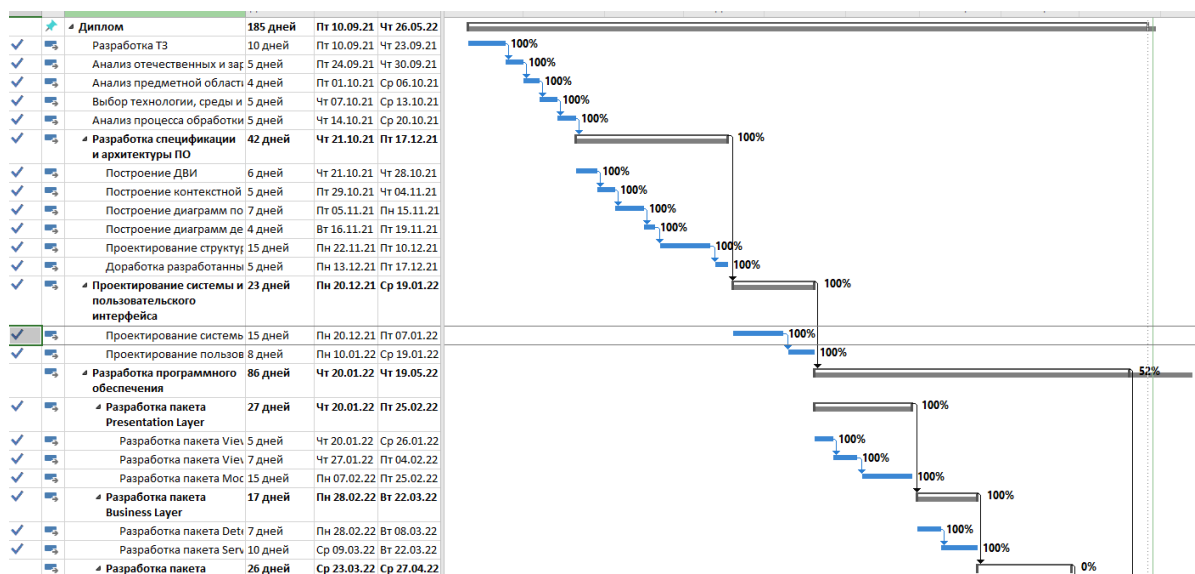 Диплом 185 дней Пт 10.09.21 Чт 26.05.22
Разработка ТЗ 10 дней Пт 10.09.21 Чт 23.09.21 100%
Анализ отечественных и зар 5 дней Пт 24.09.21 Чт 30.09.21 100%
Анализ предметной област 4 дней Пт 01.10.21 Ср 06.10.21 100%
Выбор технологии, среды и 5 дней Чт 07.10.21 Ср 13.10.21 100%
Анализ процесса обработки 5 дней Чт 14.10.21 Ср 20.10.21 100%
Разработка спецификации 42 дней Чт 21.10.21 Пт 17.12.21 100%
и архитектуры ПО
Построение ДВИ 6 дней Чт 21.10.21 Чт 28.10.21 100%
Построение контекстной 5 дней Пт 29.10.21 Чт 04.11.21 100%
Построение диаграмм по 7 дней Пт 05.11.21 Пн 15.11.21 100%
Построение диаграмм де 4 дней Вт 16.11.21 Пт 19.11.21 100%
Проектирование структур 15 дней Пн 22.11.21 Пт 10.12.21 100%
Доработка разработанны 5 дней Пн 13.12.21 Пт 17.12.21 100%
Проектирование системы и 23 дней Пн 20.12.21 Ср 19.01.22 100%
пользовательского
интерфейса
Проектирование системь 15 дней Пн 20.12.21 Пт 07.01.22 100%
Проектирование пользов 8 дней Пн 10.01.22 Ср 19.01.22 100%
Разработка программного 86 дней Чт 20.01.22 Чт 19.05.22 52%
обеспечения
Разработка пакета 27 дней Чт 20.01.22 Пт 25.02.22 100%
Presentation Layer
Разработка пакета Viev 5 дней Чт 20.01.22 Ср 26.01.22 100%
Разработка пакета Viev 7 дней Чт 27.01.22 Пт 04.02.22 100%
Разработка пакета Moc 15 дней Пн 07.02.22 Пт 25.02.22 100%
Разработка пакета 17 дней Пн 28.02.22 Вт 22.03.22 100%
Business Layer
Разработка пакета Dete 7 дней Пн 28.02.22 Вт 08.03.22 100%
Разработка пакета Serv 10 дней Ср 09.03.22 Вт 22.03.22 100%
Разработка пакета 26 дней Ср 23.03.22 Ср 27.04.22 0%